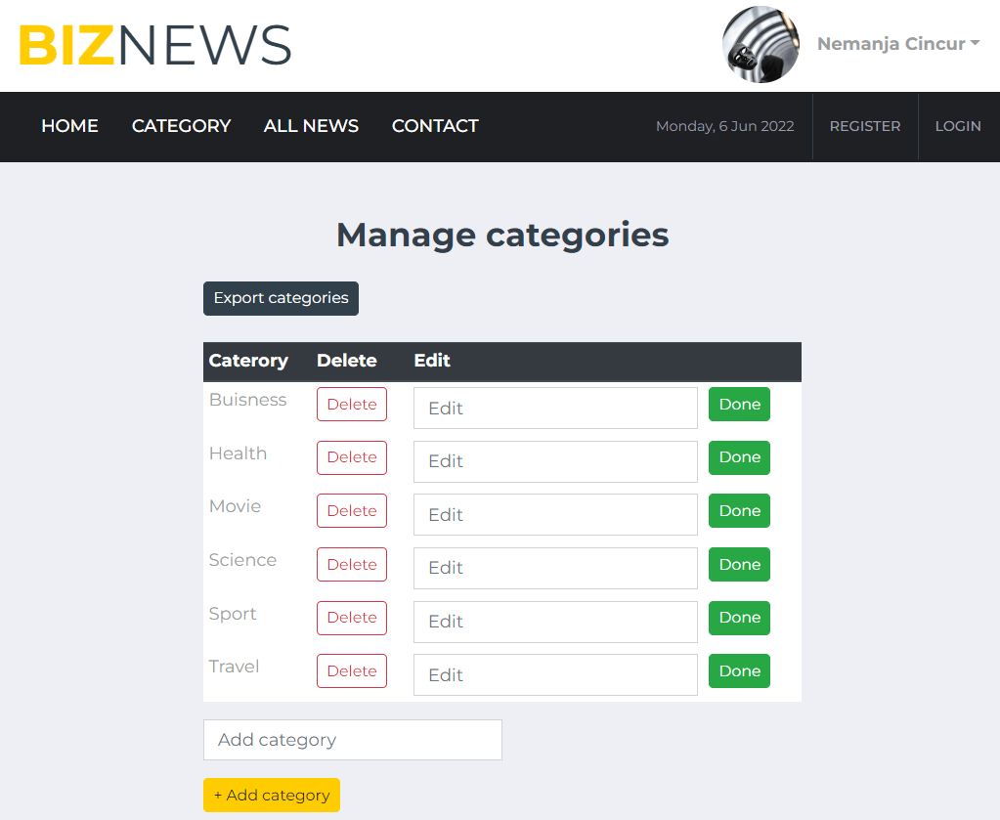 BIZNEWS
Nemanja Cincur
HOME CATEGORY ALL NEWS CONTACT Monday, 6 Jun 2022 REGISTER LOGIN
Manage categories
Export categories
Caterory Delete Edit
Buisness Delete Edit Done
Health Delete Edit Done
Movie Delete Edit Done
Science Delete Edit Done
Sport Delete Edit Done
Travel Delete Edit Done
Add category
+ Add category